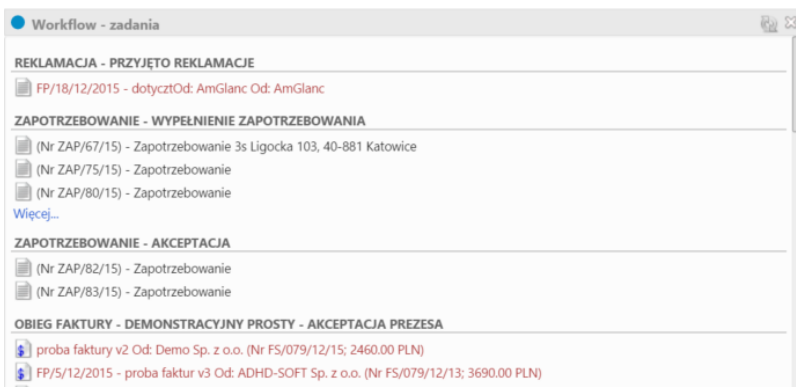 Workflow - zadania
REKLAMACJA - PRZYJĘTO REKLAMACJE
FP/18/12/2015 - dotycztOd: AmGlanc Od: AmGlanc
ZAPOTRZEBOWANIE - WYPEŁNIENIE ZAPOTRZEBOWANIA
(Nr ZAP/67/15) - Zapotrzebowanie 3s Ligocka 103, 40-881 Katowice
(Nr ZAP/75/15) - Zapotrzebowanie
(Nr ZAP/80/15) - Zapotrzebowanie
Więcej...
ZAPOTRZEBOWANIE - AKCEPTACJA
(Nr ZAP/82/15) - Zapotrzebowanie
(Nr ZAP/83/15) - Zapotrzebowanie
OBIEG FAKTURY - DEMONSTRACYJNY PROSTY - AKCEPTACJA PREZESA
proba faktury v2 Od: Demo Sp. z o.o. (Nr FS/079/12/15; 2460.00 PLN)
FP/5/12/2015 - proba faktur v3 Od: ADHD-SOFT Sp. z o.o. (Nr FS/079/12/13; 3690.00 PLN)